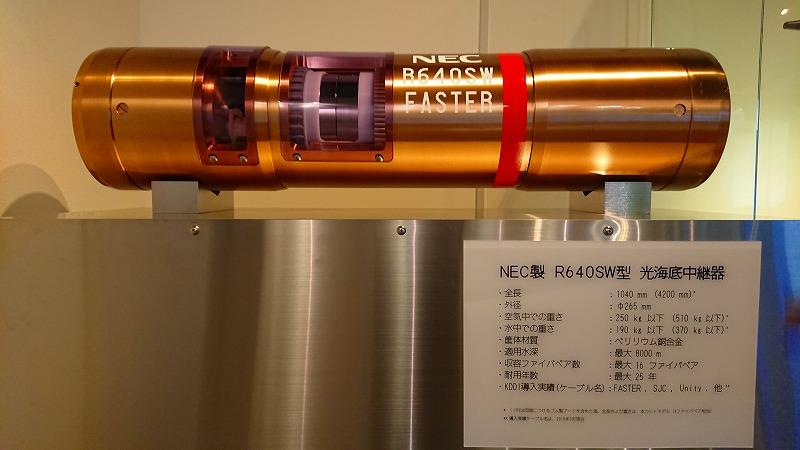 NEC
R640SW
FASTER
NEC製 R640SW型 光海底中継器
・全長 : 1040 mm (4200 mm)*
・外径 : Φ265 mm
・空気中での重さ : 250 kg 以下 (510 kg 以下)*
・水中での重さ : 190 kg 以下 (370 kg 以下)*
・筐体材質 : ベリリウム銅合金
・適用水深 : 最大 8000 m
・収容ファイバペア数 : 最大 16 ファイバペア
・耐用年数 : 最大 25 年
・KDDI導入実績(ケーブル名) : FASTER , SJC , Unity , 他**